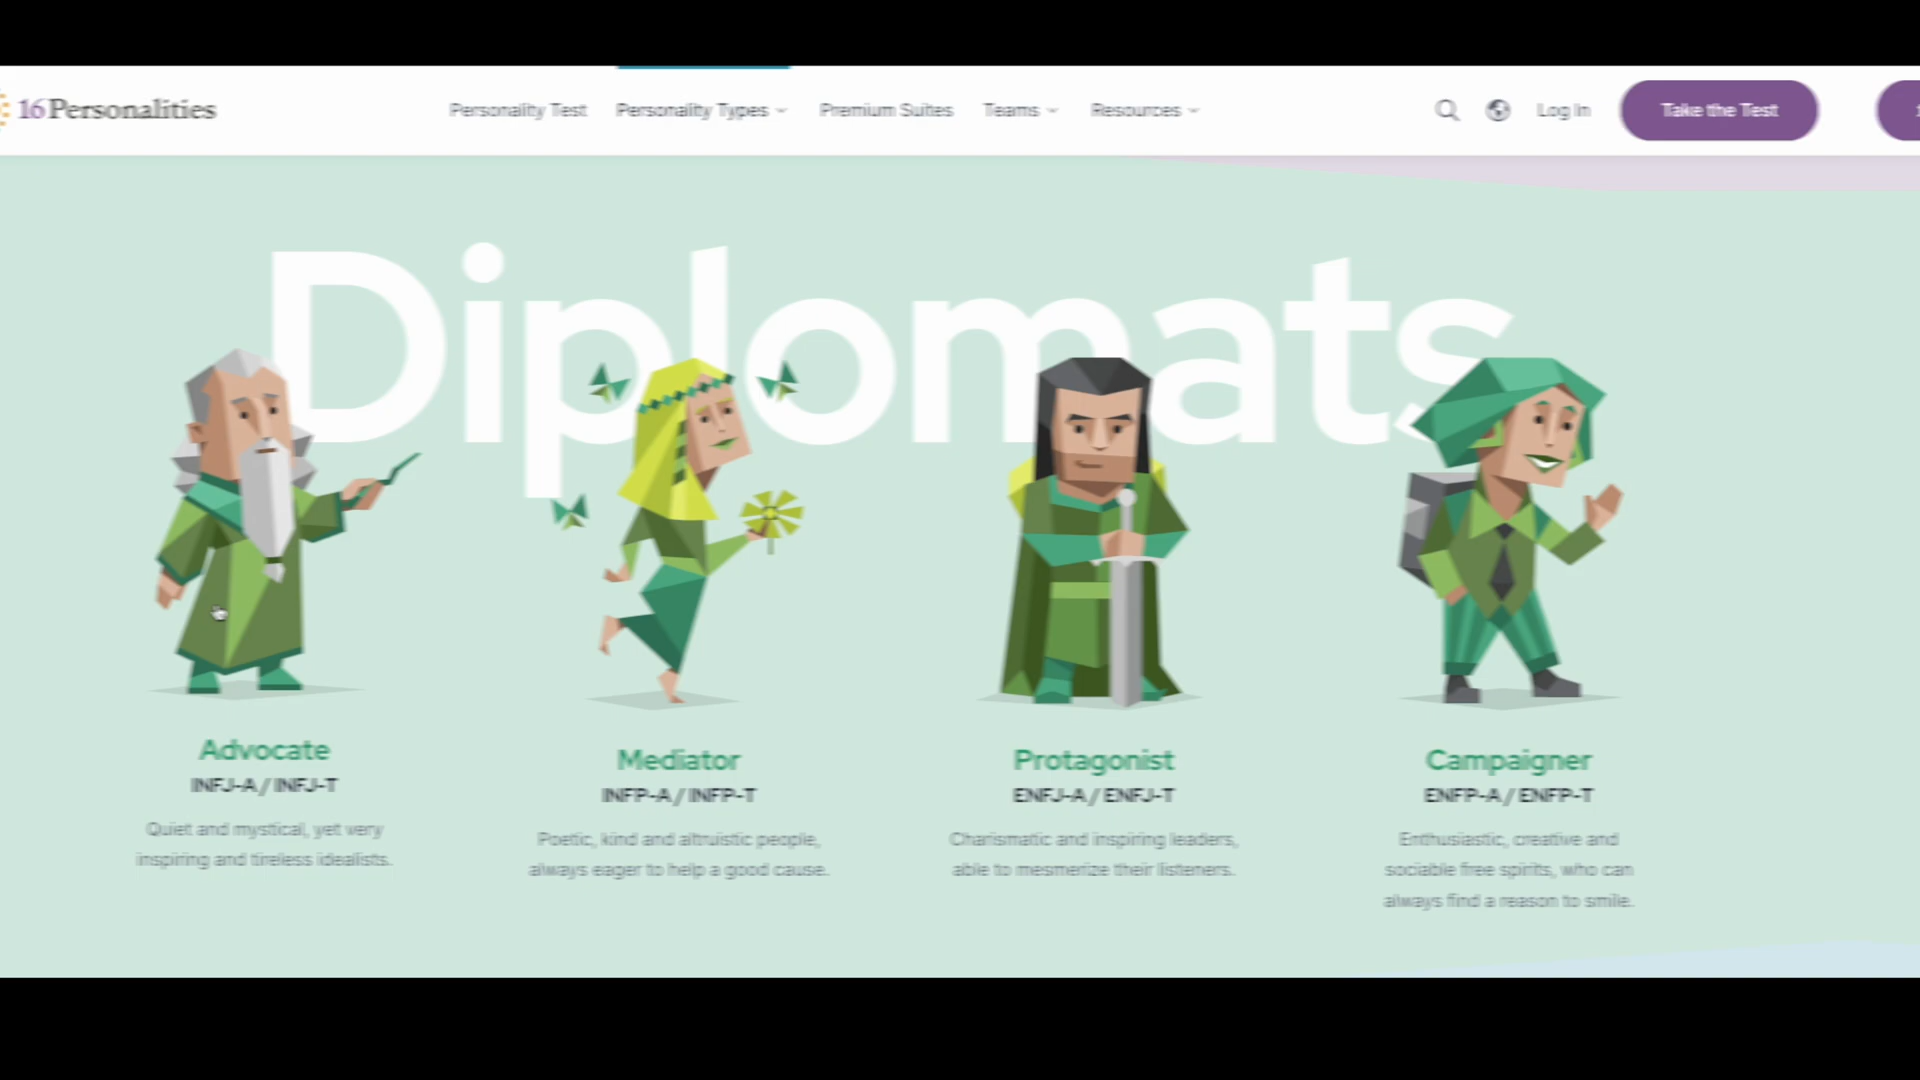 16Personalities
Personality Test Personality Types Premium Suites Teams Resources Log In Take the Test
Diplomats
Advocate
INFJ-A / INFJ-T
Quiet and mystical, yet very
inspiring and tireless idealists.
Mediator
INFP-A / INFP-T
Poetic, kind and altruistic people,
always eager to help a good cause.
Protagonist
ENFJ-A / ENFJ-T
Charismatic and inspiring leaders,
able to mesmerize their listeners.
Campaigner
ENFP-A / ENFP-T
Enthusiastic, creative and
sociable free spirits, who can
always find a reason to smile.